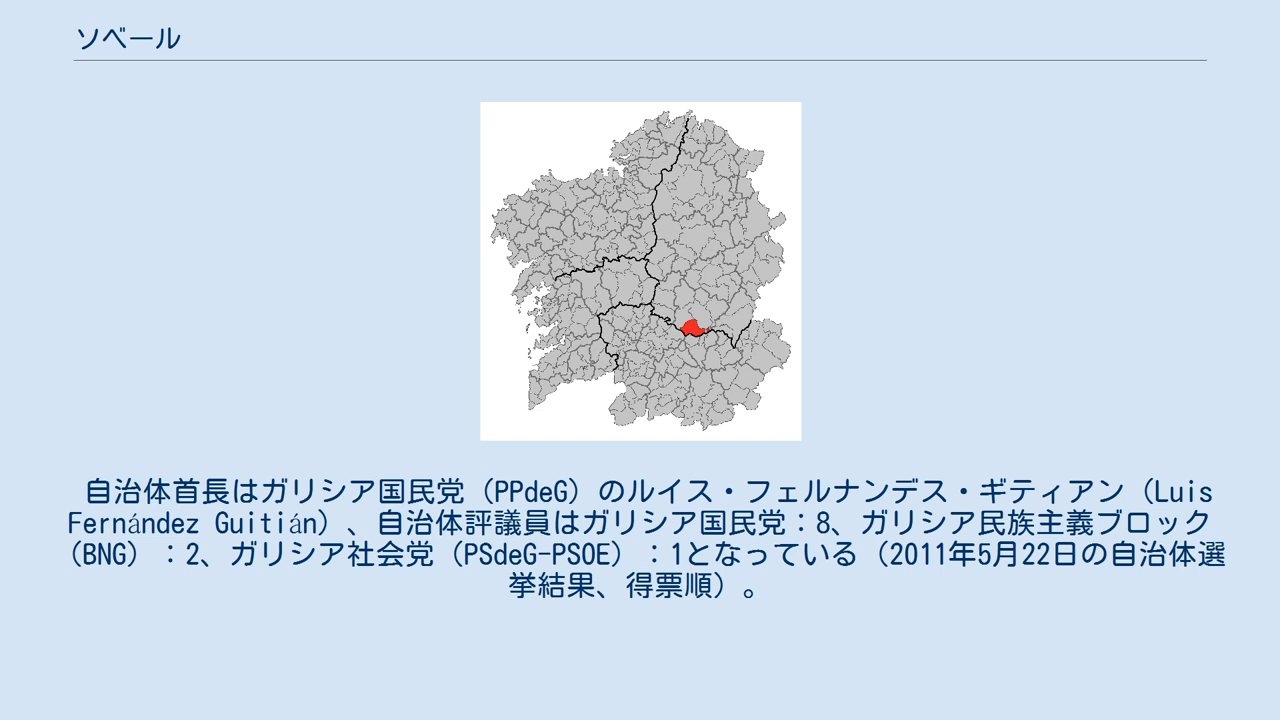 ソベール
自治体首長はガリシア国民党（PPdeG）のルイス・フェルナンデス・ギティアン（Luis
Fernández Guitián）、自治体評議員はガリシア国民党：8、ガリシア民族主義ブロック
（BNG）：2、ガリシア社会党（PSdeG-PSOE）：1となっている（2011年5月22日の自治体選
挙結果、得票順）。